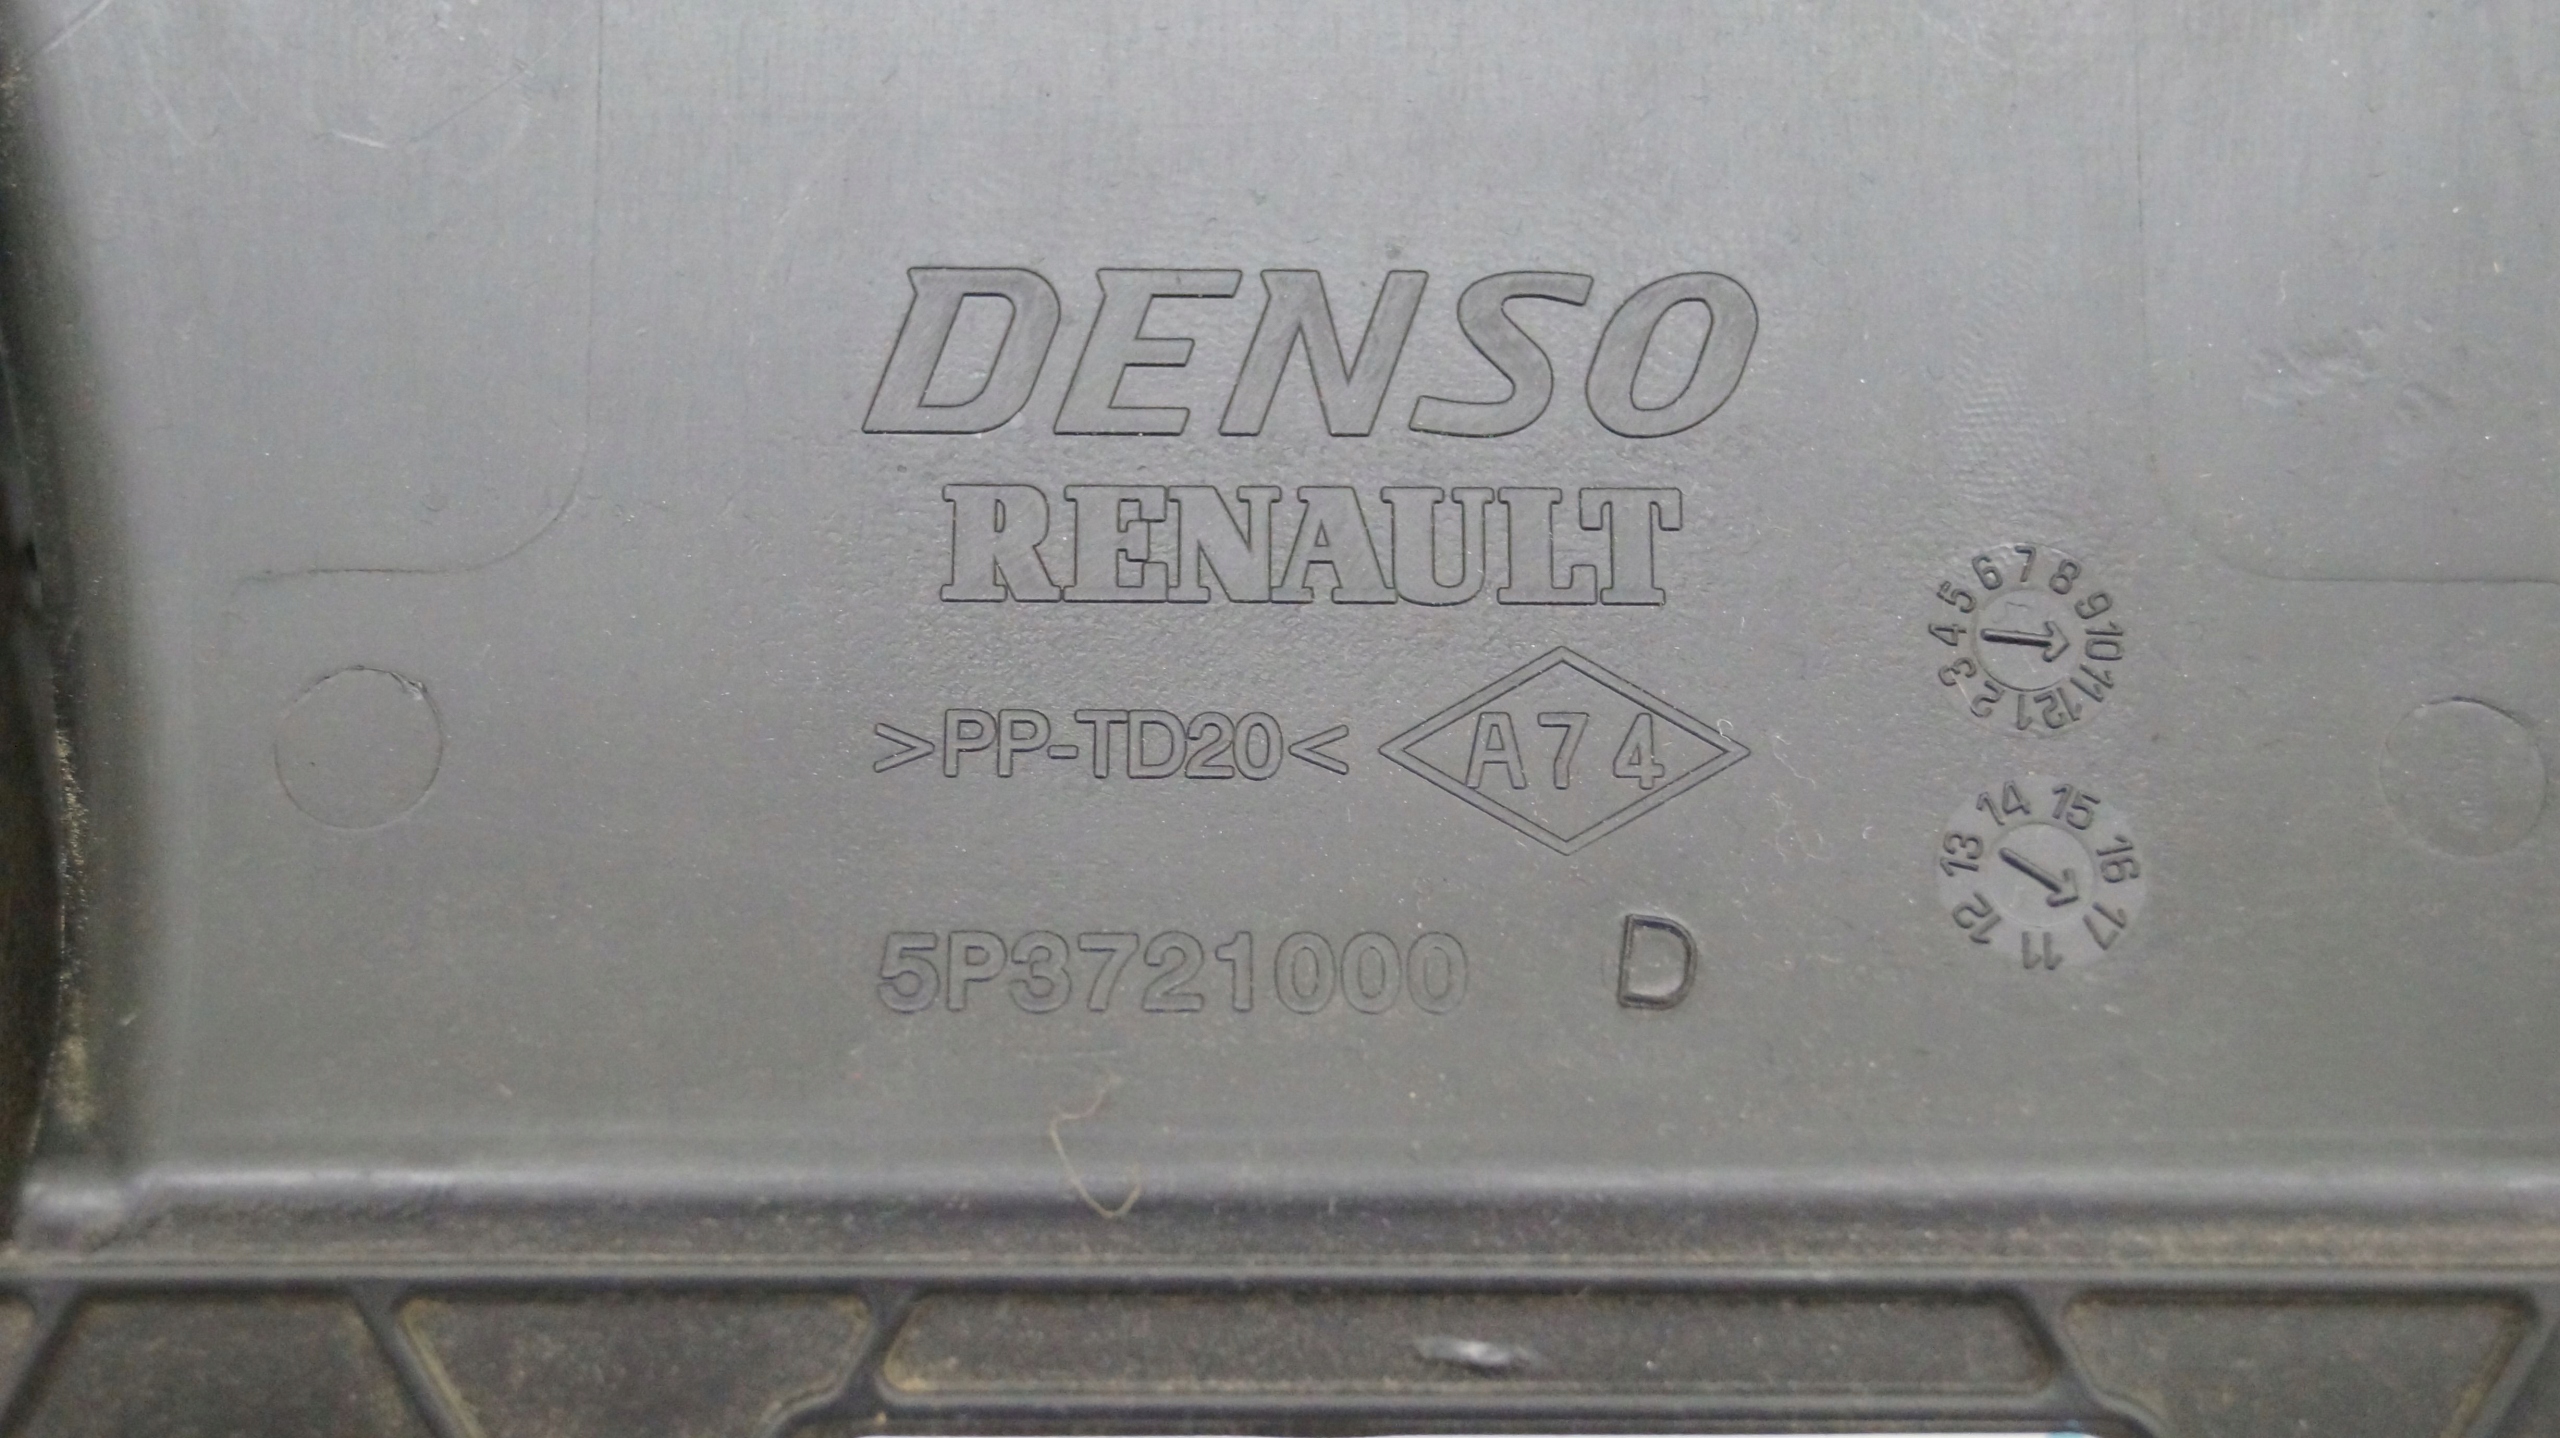 DENSO
RENAULT
>PP-TD20< A74
5P3721000 D
1 2 3 4 5 6 7 8 9 10 11 12
11 12 13 14 15 16 17